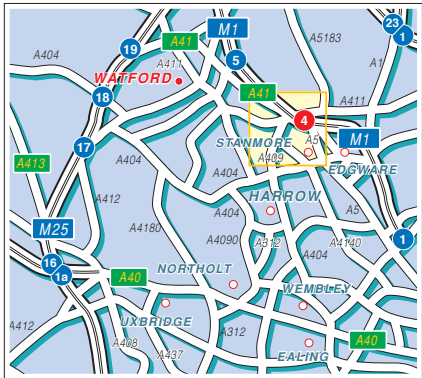 23
M1
A41
A5183
1
19
A404
A411
5
A1
WATFORD
A41
18
A411
4
M1
STANMORE
A5
17
A409
A404
EDGWARE
A413
A404
HARROW
A412
A404
A5
M25
A4180
A4090
A312
A4140
1
A404
16
NORTHOLT
1a
A40
WEMBLEY
UXBRIDGE
A412
A312
A408
A40
A437
EALING